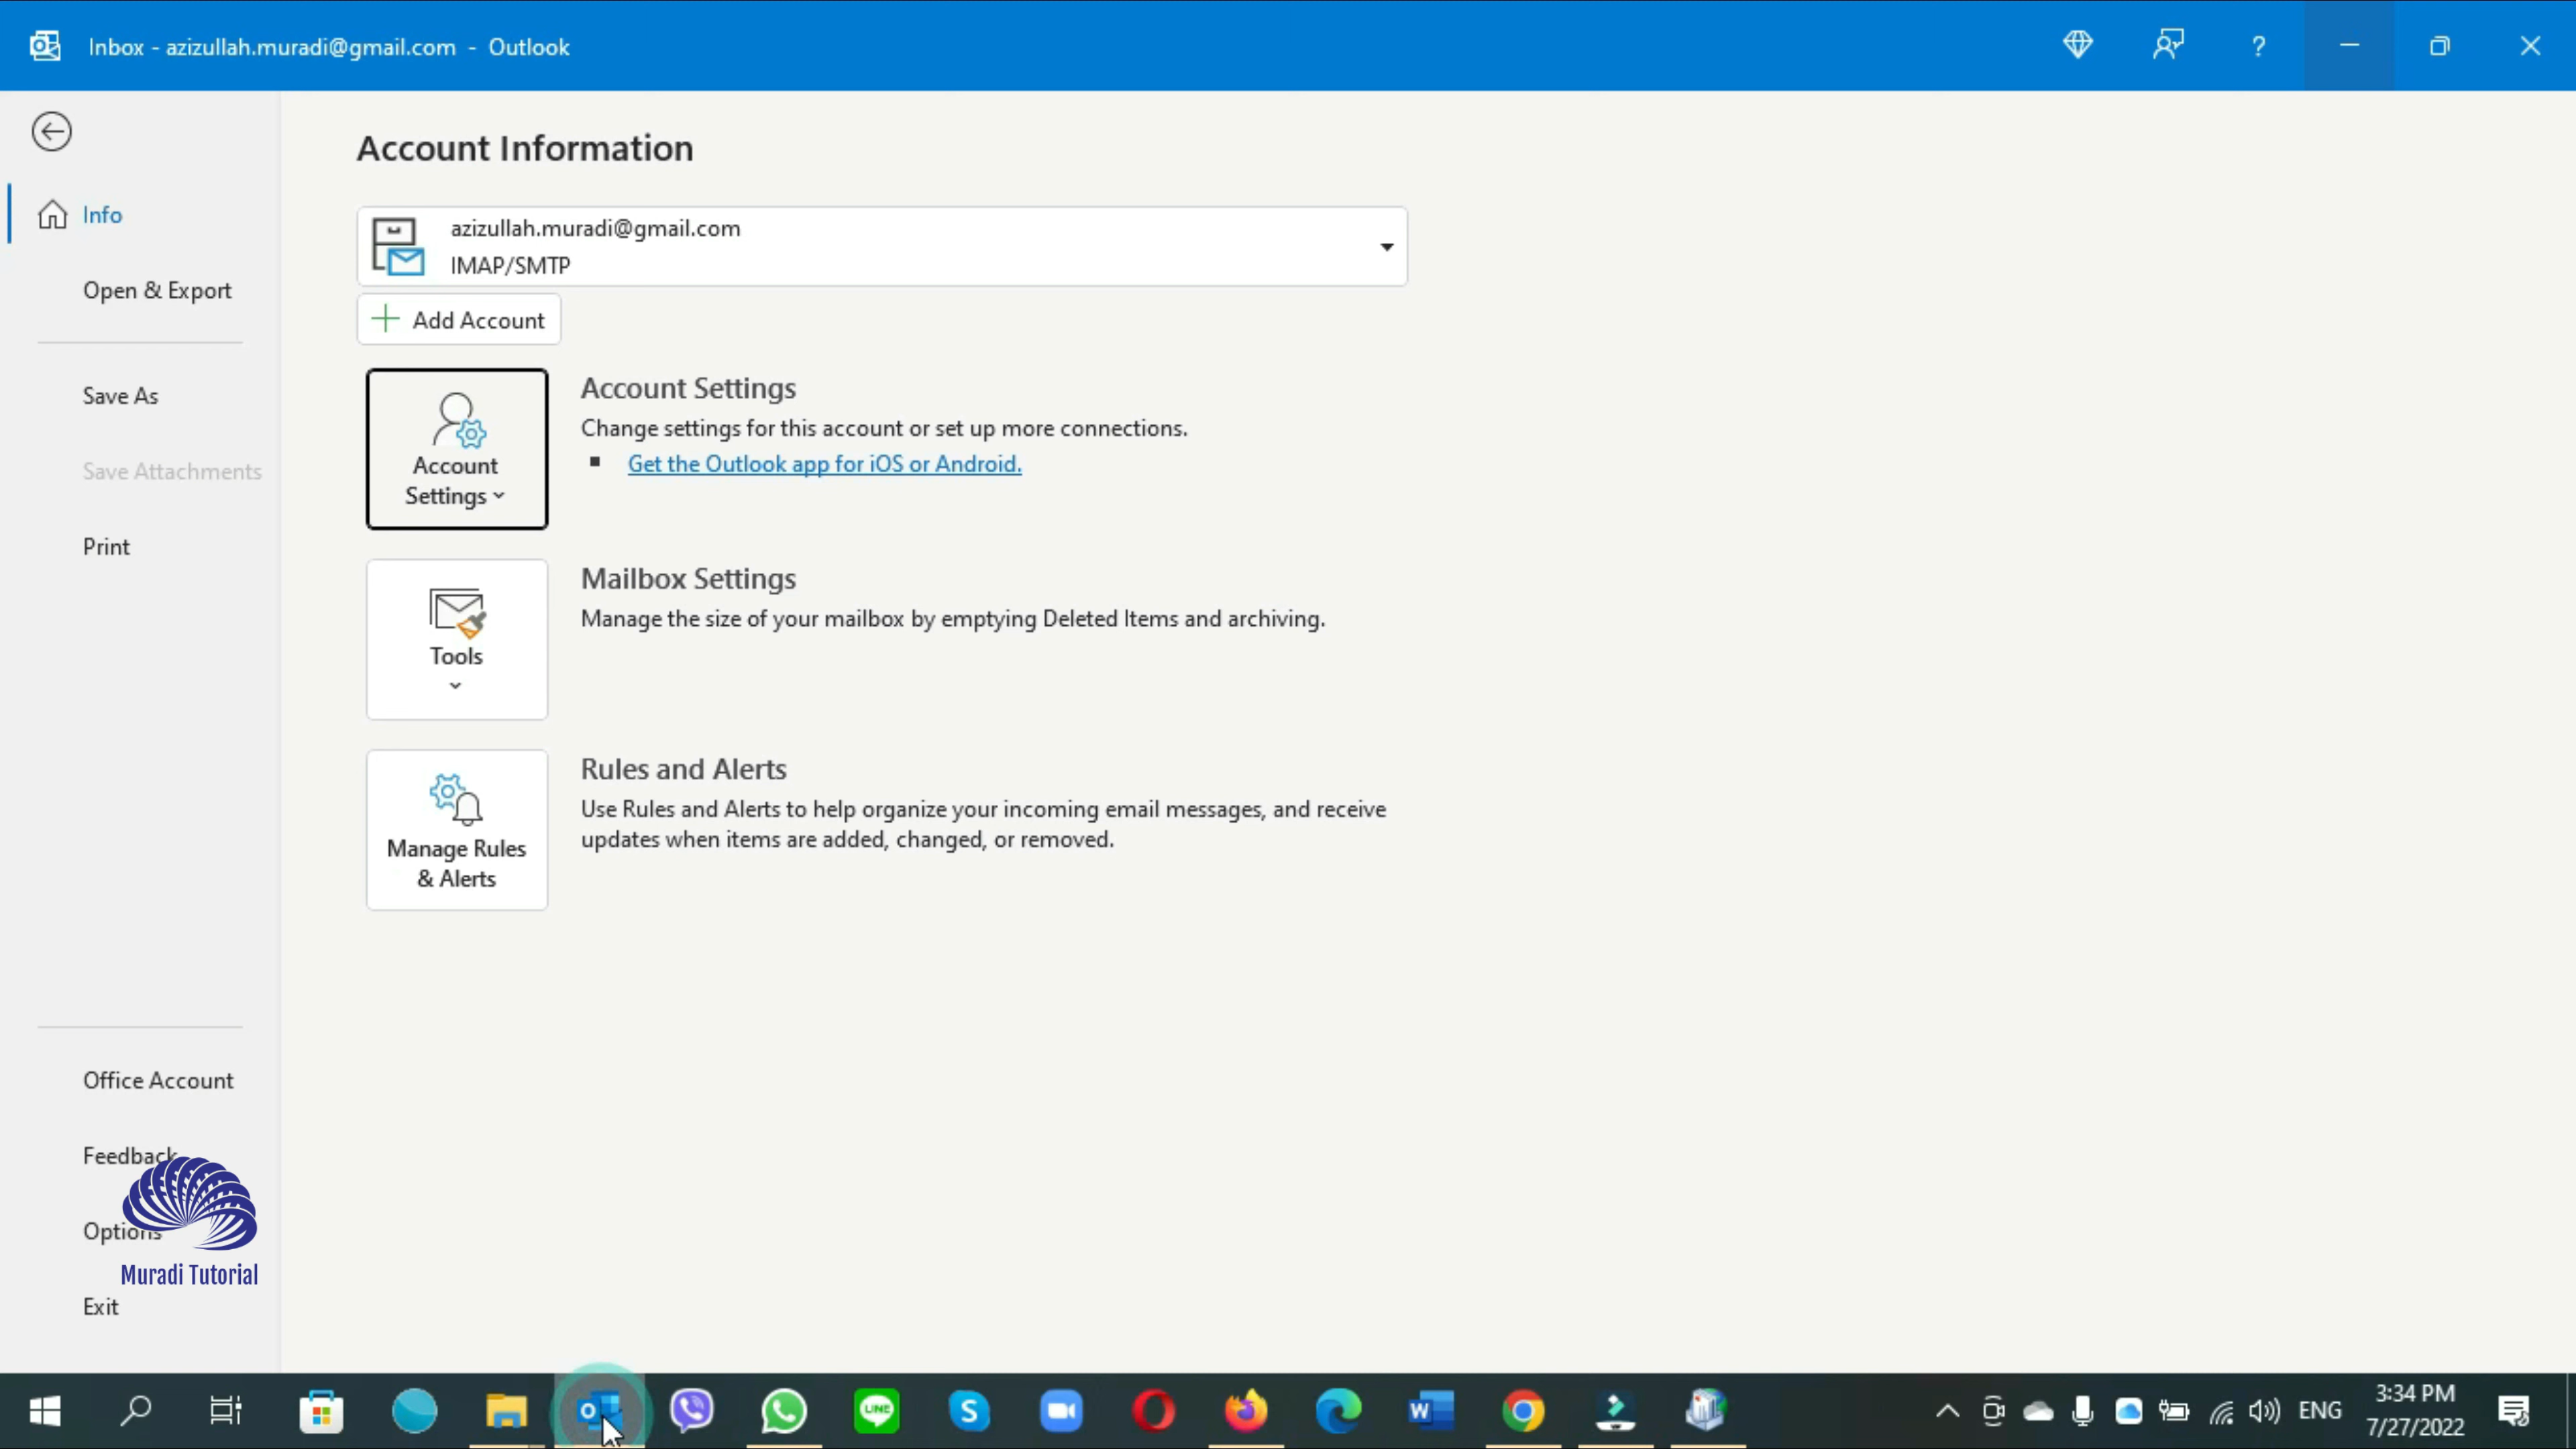 Inbox - azizullah.muradi@gmail.com - Outlook
?
Info
Open & Export
Save As
Save Attachments
Print
Office Account
Feedback
Options
Exit
Muradi Tutorial
Account Information
azizullah.muradi@gmail.com
IMAP/SMTP
Add Account
Account
Settings
Account Settings
Change settings for this account or set up more connections.
Get the Outlook app for iOS or Android.
Tools
Mailbox Settings
Manage the size of your mailbox by emptying Deleted Items and archiving.
Manage Rules
& Alerts
Rules and Alerts
Use Rules and Alerts to help organize your incoming email messages, and receive
updates when items are added, changed, or removed.
LINE
ENG
3:34 PM
7/27/2022